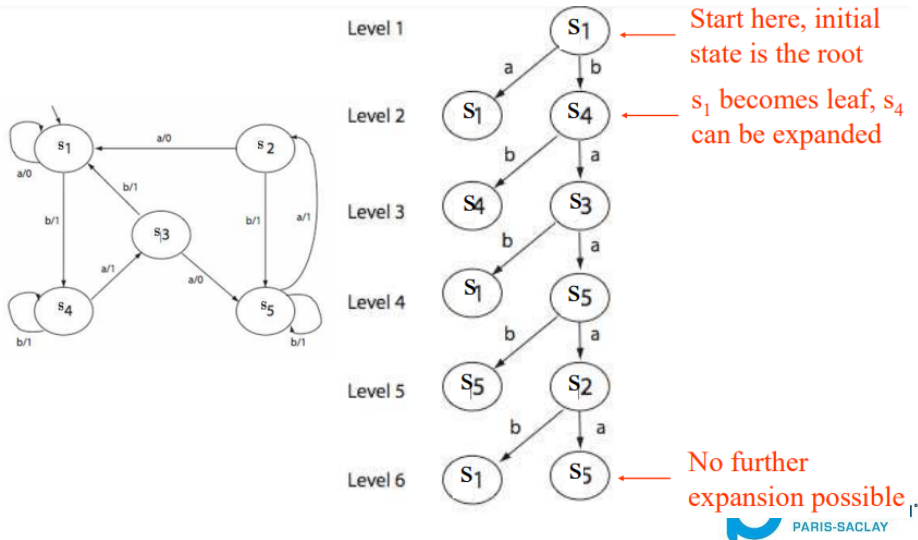 Level 1
S1
Start here, initial
state is the root
a
b
Level 2
S1
S4
s1 becomes leaf, s4
can be expanded
s1
a/0
s2
a/0
b/1
b/1
b/1
a/1
s3
a/1
a/0
s4
s5
b/1
b/1
b
a
Level 3
S4
S3
b
a
Level 4
S1
S5
b
a
Level 5
S5
S2
b
a
Level 6
S1
S5
No further
expansion possible
PARIS-SACLAY